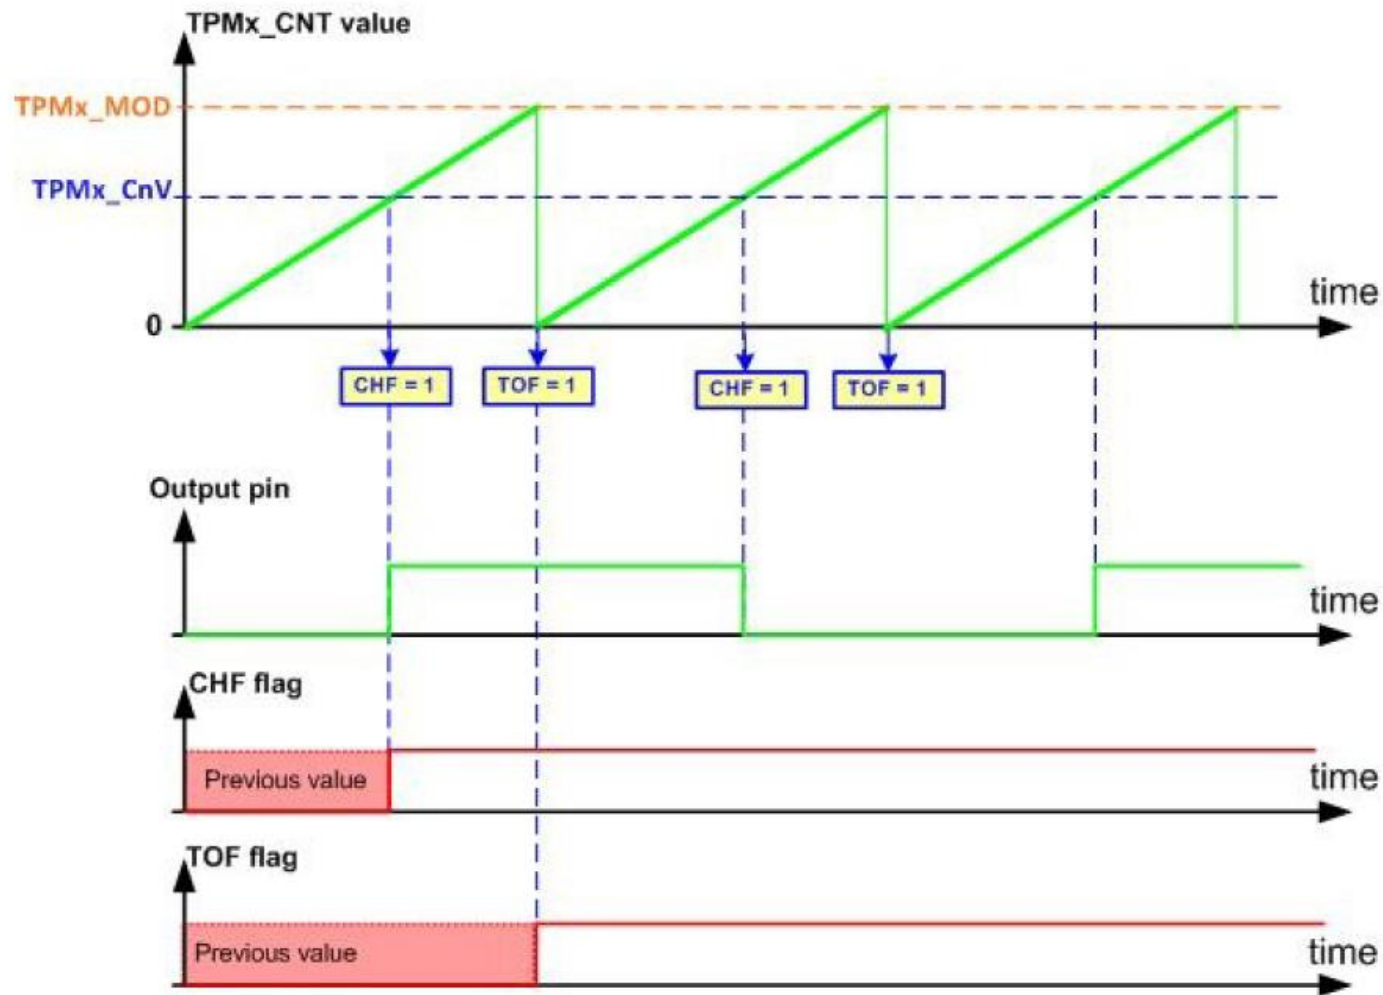 TPMx_CNT value
TPMx_MOD
TPMx_CnV
time
0
CHF = 1
TOF = 1
CHF = 1
TOF = 1
Output pin
time
CHF flag
Previous value
time
TOF flag
Previous value
time